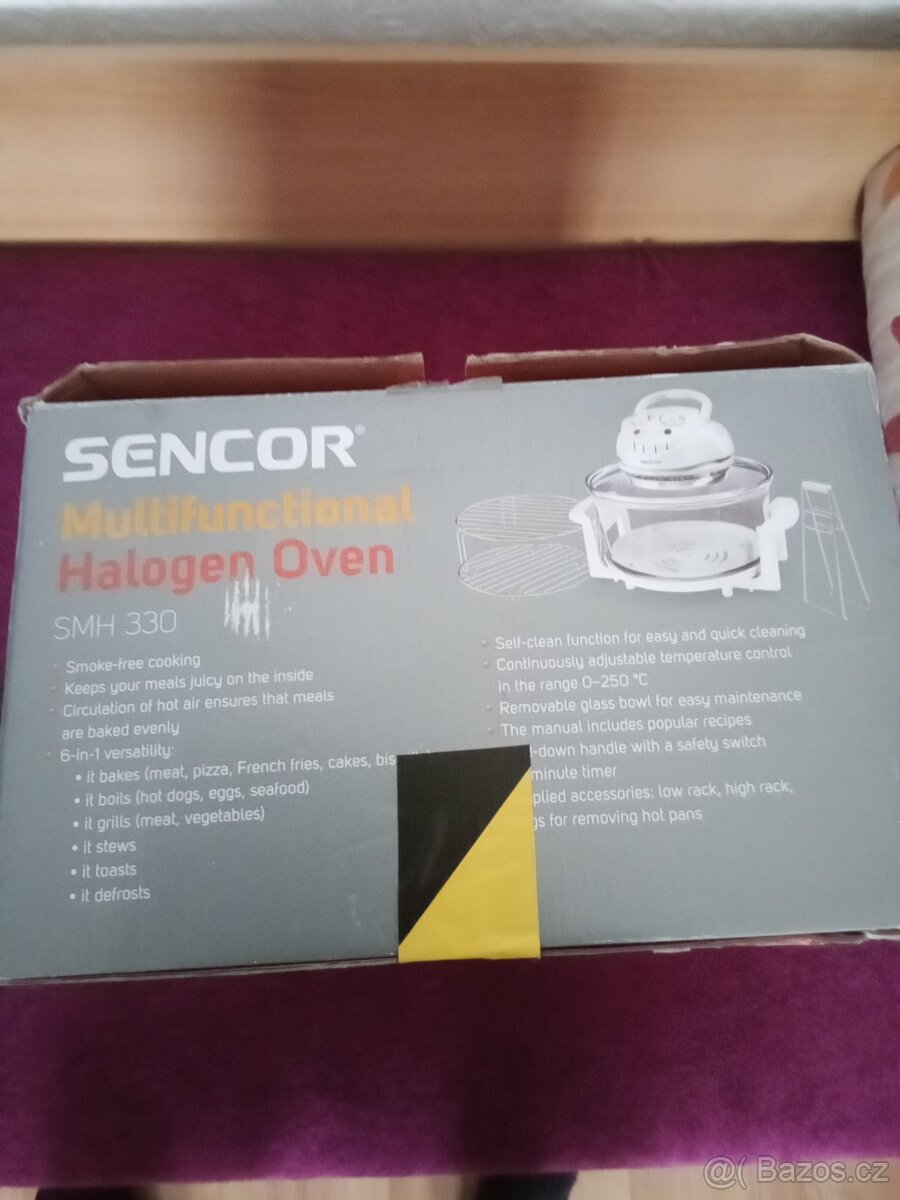 SENCOR®
Multifunctional
Halogen Oven
SMH 330
Smoke-free cooking
Keeps your meals juicy on the inside
Circulation of hot air ensures that meals
are baked evenly
6-in-1 versatility:
• it bakes (meat, pizza, French fries, cakes,
• it boils (hot dogs, eggs, seafood)
• it grills (meat, vegetables)
• it stews
• it toasts
• it defrosts
SENCOR
Self-clean function for easy and quick cleaning
Continuously adjustable temperature control
in the range 0–250 °C
Removable glass bowl for easy maintenance
The manual includes popular recipes
-down handle with a safety switch
minute timer
accessories: low rack, high rack,
for removing hot pans
@( Bazos.cz